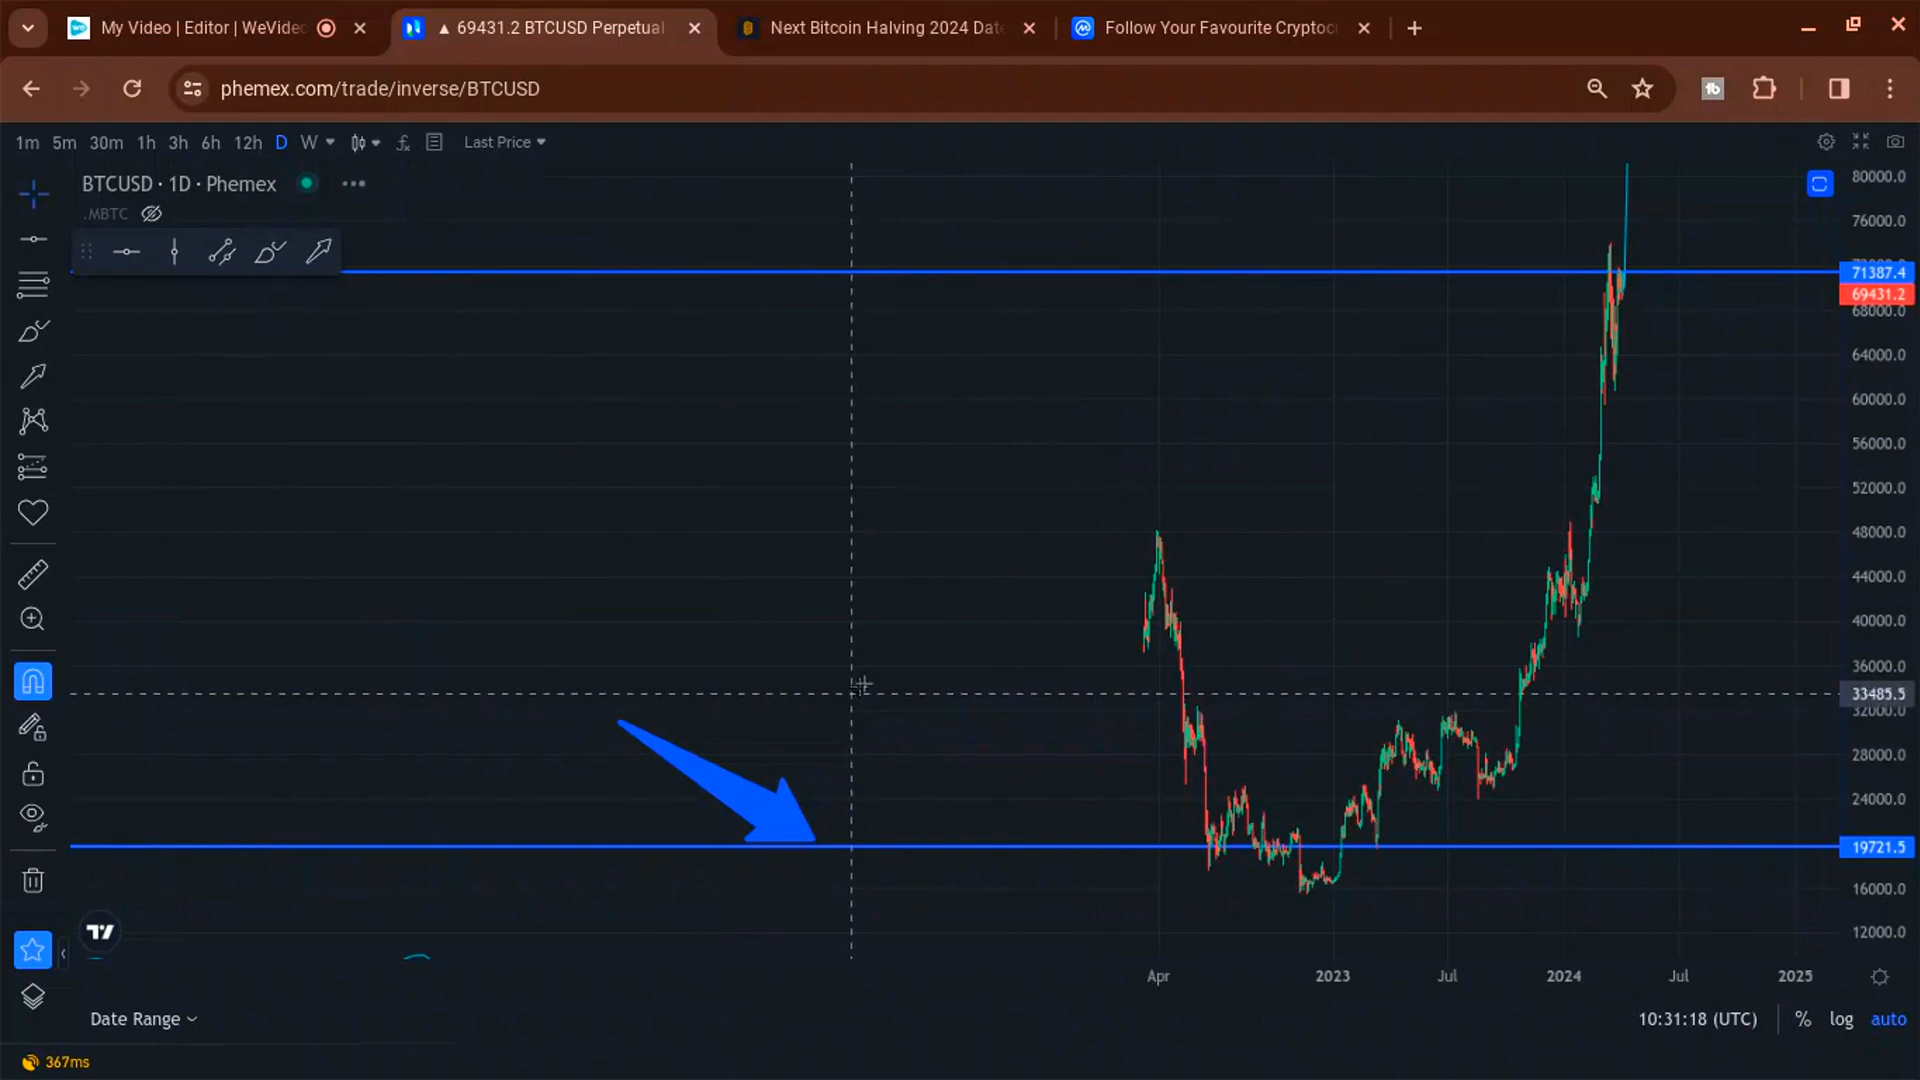 My Video | Editor | WeVideo
▲ 69431.2 BTCUSD Perpetual
Next Bitcoin Halving 2024 Date
Follow Your Favourite Cryptoc
phemex.com/trade/inverse/BTCUSD
1m 5m 30m 1h 3h 6h 12h D W
Last Price
BTCUSD · 1D · Phemex
.MBTC
80000.0
76000.0
71387.4
69431.2
68000.0
64000.0
60000.0
56000.0
52000.0
48000.0
44000.0
40000.0
36000.0
33485.5
32000.0
28000.0
24000.0
19721.5
16000.0
12000.0
Apr 2023 Jul 2024 Jul 2025
Date Range
10:31:18 (UTC) % log auto
367ms